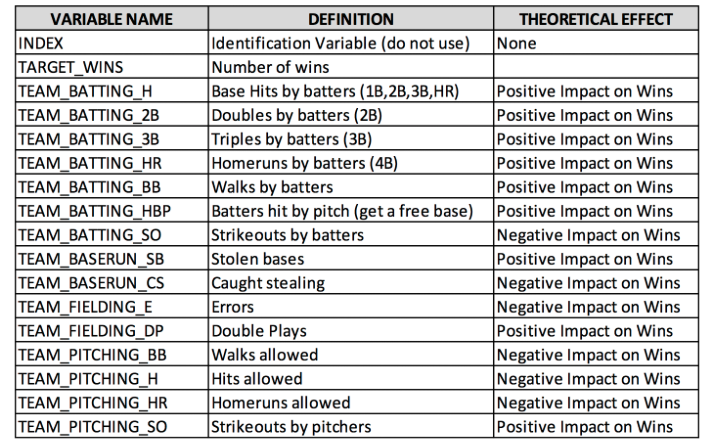 VARIABLE NAME DEFINITION THEORETICAL EFFECT
INDEX Identification Variable (do not use) None
TARGET_WINS Number of wins
TEAM_BATTING_H Base Hits by batters (1B,2B,3B,HR) Positive Impact on Wins
TEAM_BATTING_2B Doubles by batters (2B) Positive Impact on Wins
TEAM_BATTING_3B Triples by batters (3B) Positive Impact on Wins
TEAM_BATTING_HR Homeruns by batters (4B) Positive Impact on Wins
TEAM_BATTING_BB Walks by batters Positive Impact on Wins
TEAM_BATTING_HBP Batters hit by pitch (get a free base) Positive Impact on Wins
TEAM_BATTING_SO Strikeouts by batters Negative Impact on Wins
TEAM_BASERUN_SB Stolen bases Positive Impact on Wins
TEAM_BASERUN_CS Caught stealing Negative Impact on Wins
TEAM_FIELDING_E Errors Negative Impact on Wins
TEAM_FIELDING_DP Double Plays Positive Impact on Wins
TEAM_PITCHING_BB Walks allowed Negative Impact on Wins
TEAM_PITCHING_H Hits allowed Negative Impact on Wins
TEAM_PITCHING_HR Homeruns allowed Negative Impact on Wins
TEAM_PITCHING_SO Strikeouts by pitchers Positive Impact on Wins